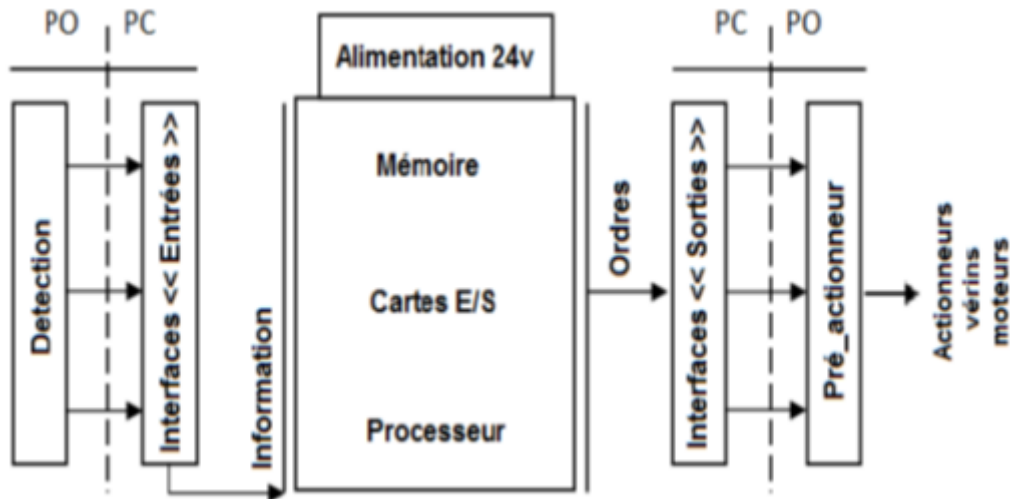 PO
PC
PC
PO
Alimentation 24v
Detection
Interfaces << Entrées >>
Information
Mémoire
Cartes E/S
Processeur
Ordres
Interfaces << Sorties >>
Pré_actionneur
Actionneurs
vérins
moteurs